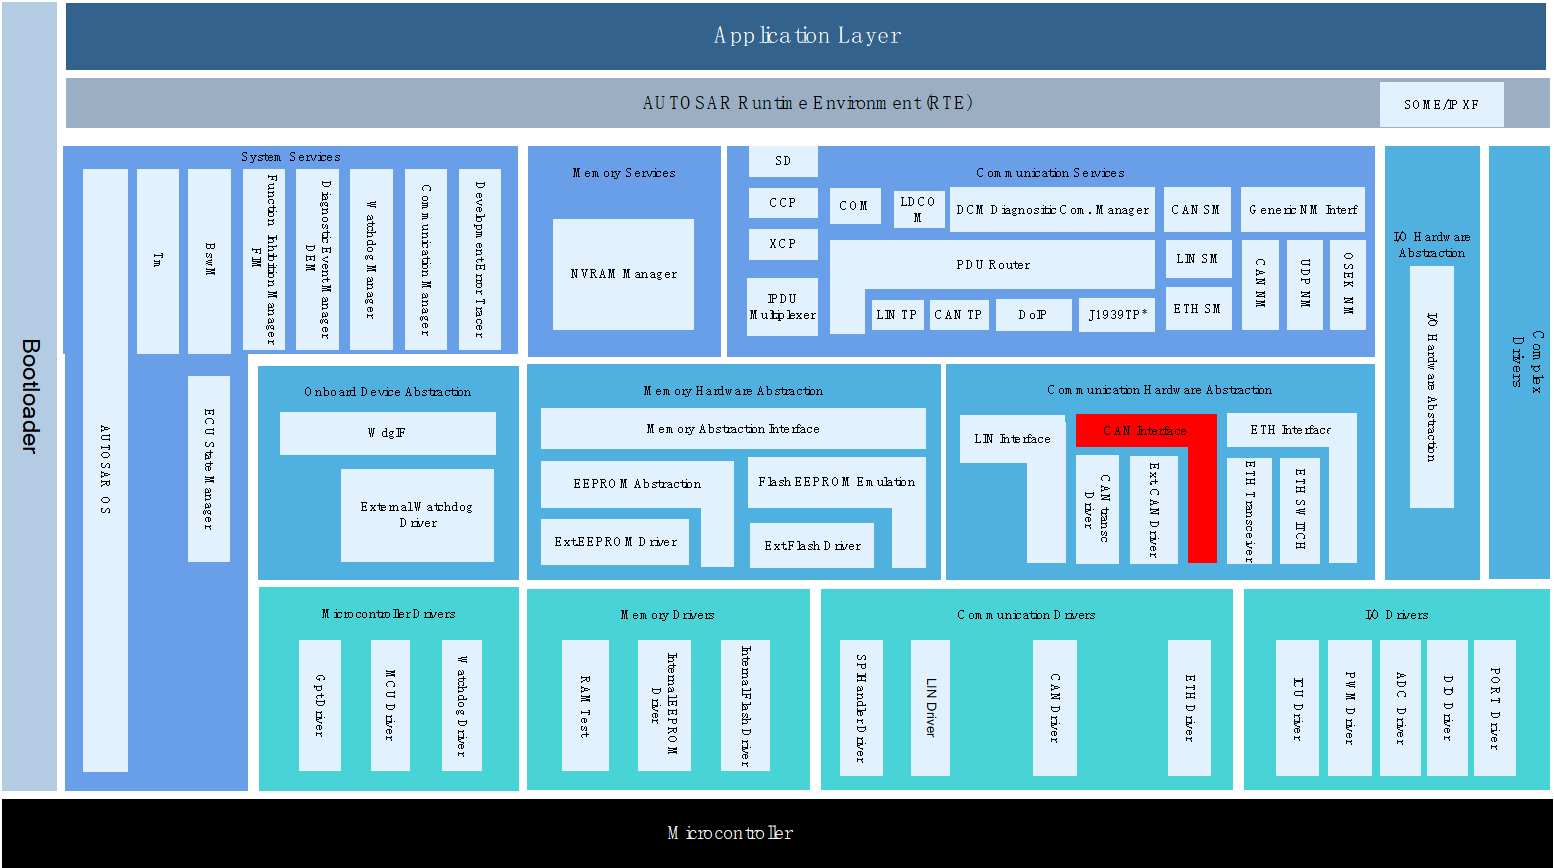 Application Layer
AUTOSAR Runtime Environment (RTE)
SOME/IPXF
Bootloader
System Services
AUTOSAR OS
Tm
BswM
Function Inhibition Manager
FIM
Diagnostic Event Manager
DEM
Watchdog Manager
Communication Manager
Development Error Tracer
ECU State Manager
Memory Services
NVRAM Manager
Communication Services
SD
CCP
XCP
IPDU
Multiplexer
COM
LDCO
M
DCM Diagnositic Com. Manager
PDU Router
LIN TP
CAN TP
DoIP
J1939TP*
CAN SM
LIN SM
ETH SM
Generic NM Interf
CAN NM
UDP NM
OSEK NM
I/O Hardware
Abstraction
I/O Hardware Abstraction
Complex
Drivers
Onboard Device Abstraction
WdgIF
External Watchdog
Driver
Memory Hardware Abstraction
Memory Abstraction Interface
EEPROM Abstraction
Flash EEPROM Emulation
Ext.EEPROM Driver
Ext.Flash Driver
Communication Hardware Abstraction
LIN Interface
CAN Interface
ETH Interface
CAN transc
Driver
Ext CAN Driver
ETH Transceiver
ETH SWITCH
Microcontroller Drivers
Gpt Driver
MCU Driver
Watchdog Driver
Memory Drivers
RAM Test
Internal EEPROM
Driver
Internal Flash Driver
Communication Drivers
SPI Handler Driver
LIN Driver
CAN Driver
ETH Driver
I/O Drivers
ICU Driver
PWM Driver
ADC Driver
DIO Driver
PORT Driver
Microcontroller